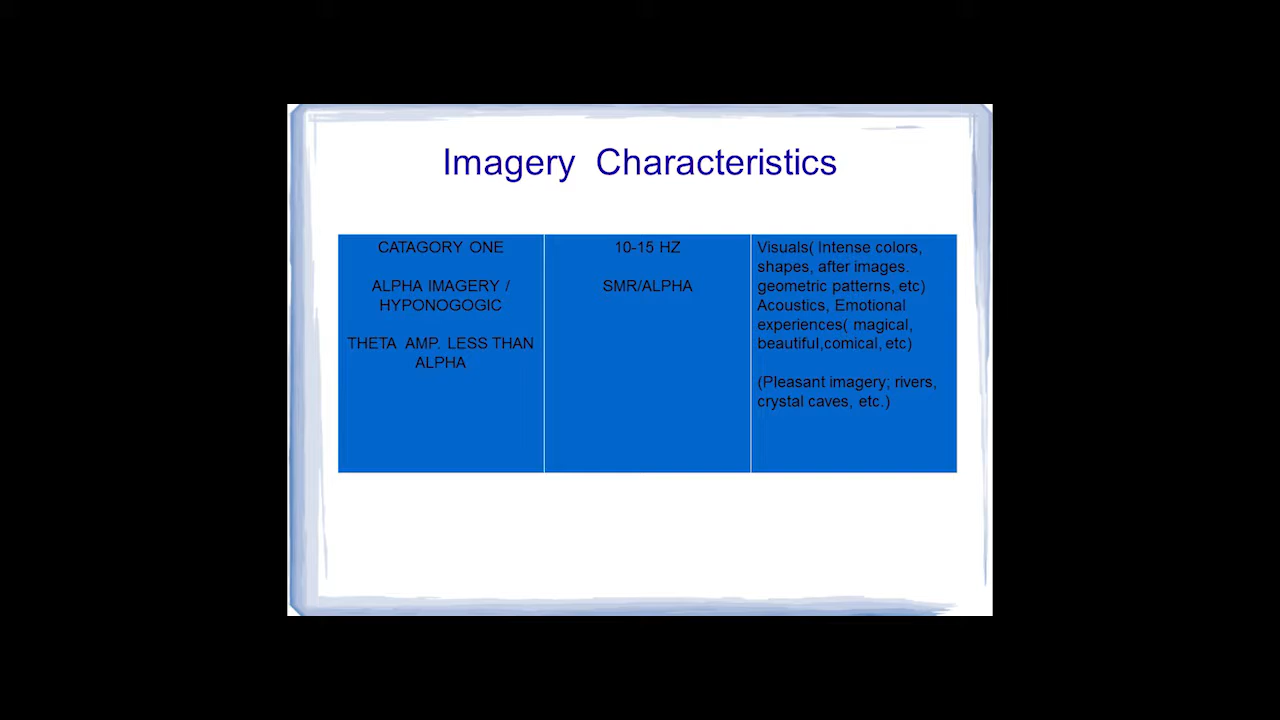 Imagery Characteristics
CATAGORY ONE
ALPHA IMAGERY /
HYPONOGOGIC
THETA AMP. LESS THAN
ALPHA
10-15 HZ
SMR/ALPHA
Visuals( Intense colors,
shapes, after images.
geometric patterns, etc)
Acoustics, Emotional
experiences( magical,
beautiful,comical, etc)
(Pleasant imagery; rivers,
crystal caves, etc.)